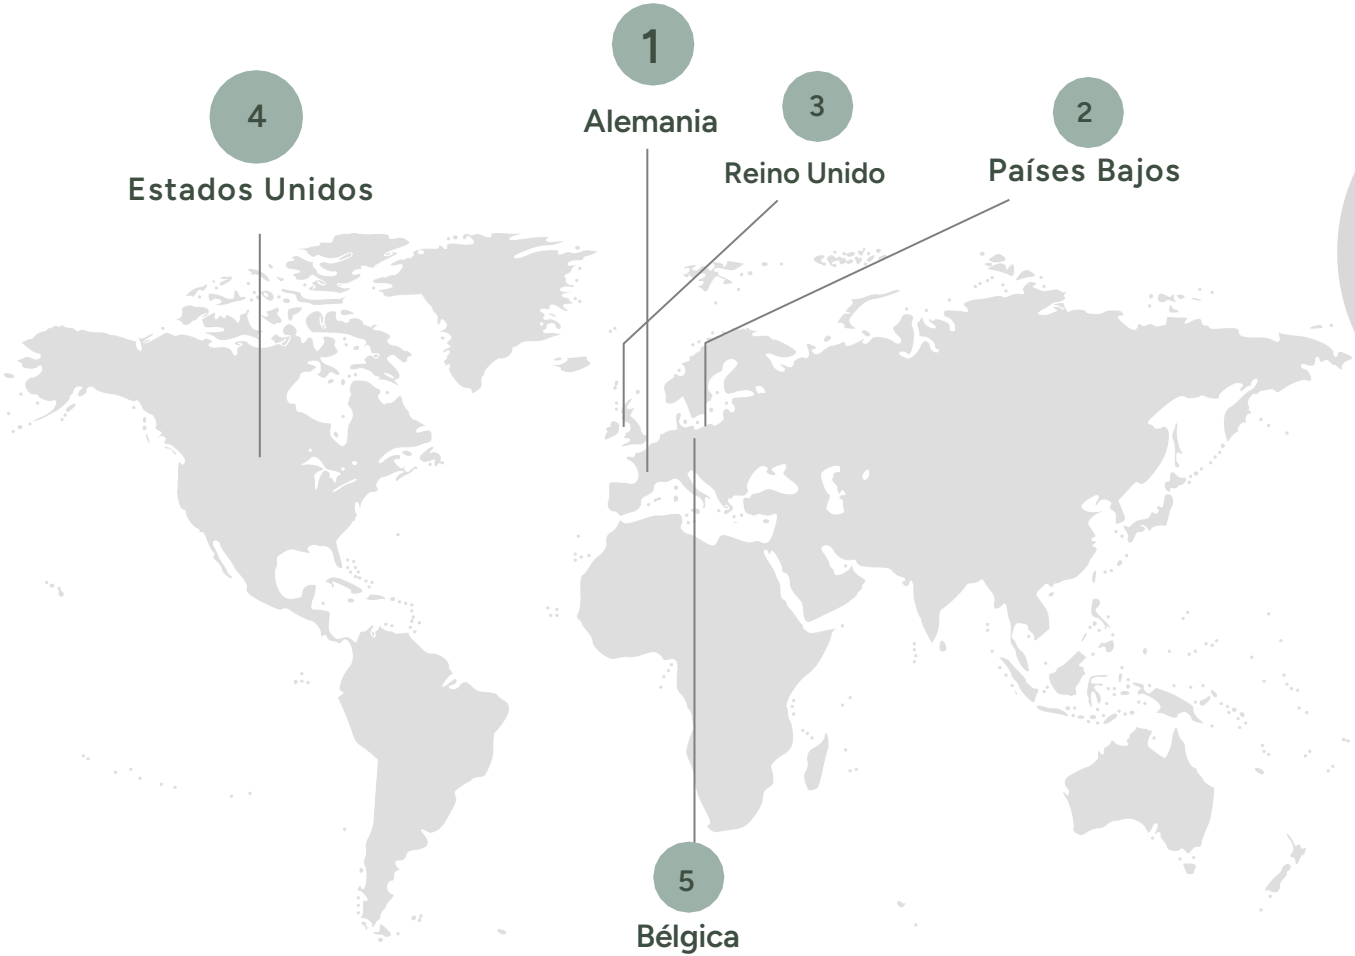 1
Alemania
4
Estados Unidos
3
Reino Unido
2
Países Bajos
5
Bélgica